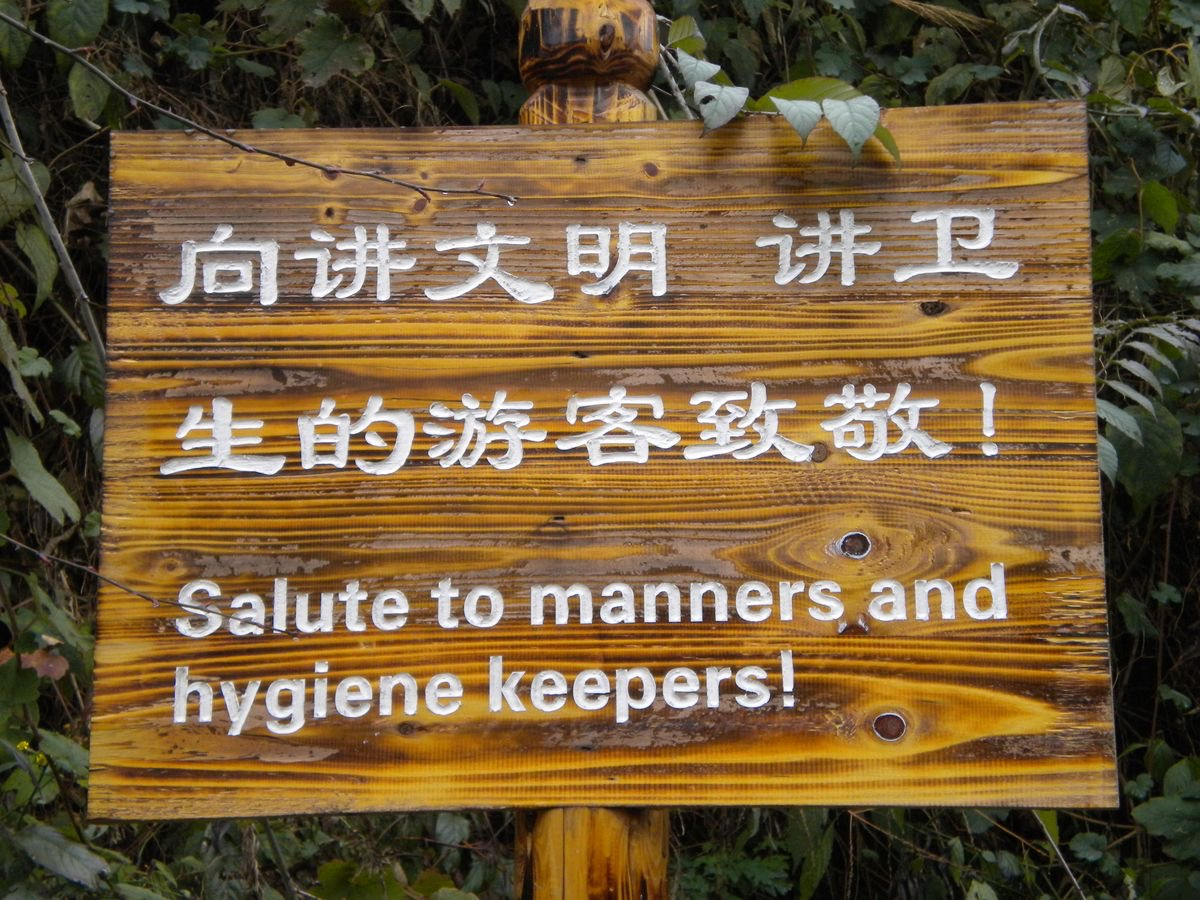 向讲文明 讲卫
生的游客致敬！
Salute to manners and
hygiene keepers!